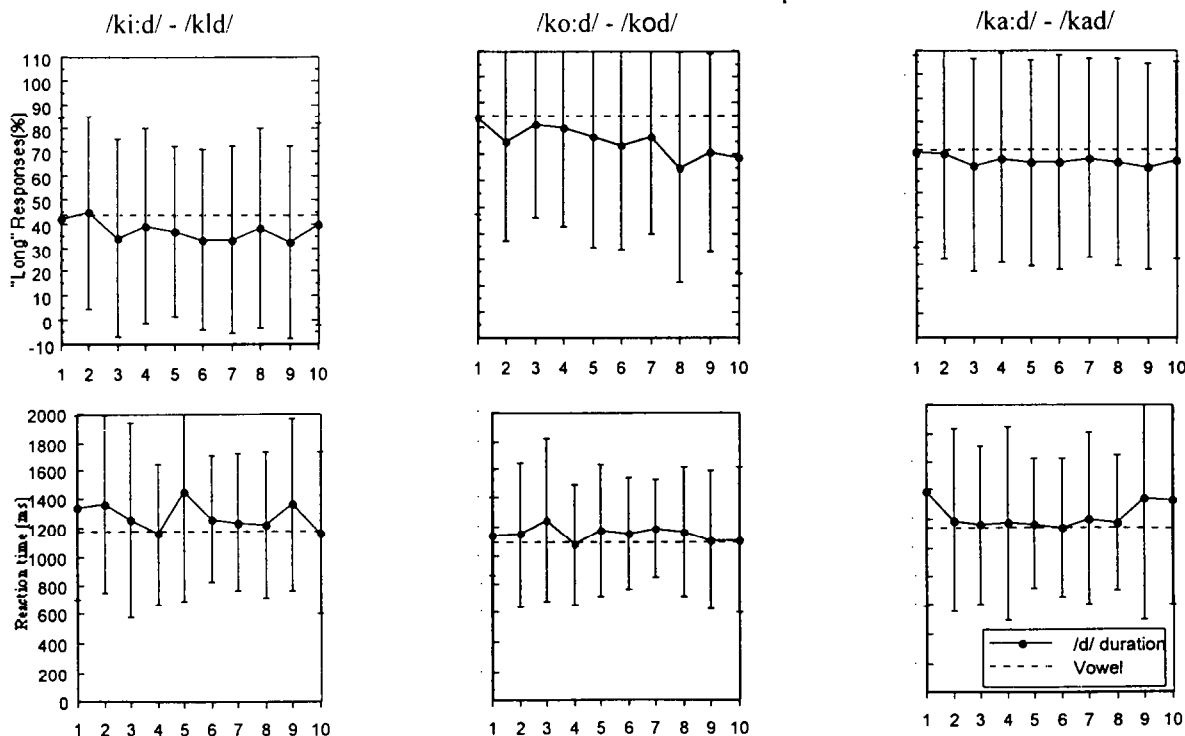 /ki:d/ - /kId/
/ko:d/ - /kod/
/ka:d/ - /kad/
"Long" Responses(%)
110
100
90
80
70
60
50
40
30
20
10
0
-10
1 2 3 4 5 6 7 8 9 10
1 2 3 4 5 6 7 8 9 10
1 2 3 4 5 6 7 8 9 10
Reaction time [ms]
2000
1800
1600
1400
1200
1000
800
600
400
200
0
/d/ duration
Vowel
1 2 3 4 5 6 7 8 9 10
1 2 3 4 5 6 7 8 9 10
1 2 3 4 5 6 7 8 9 10